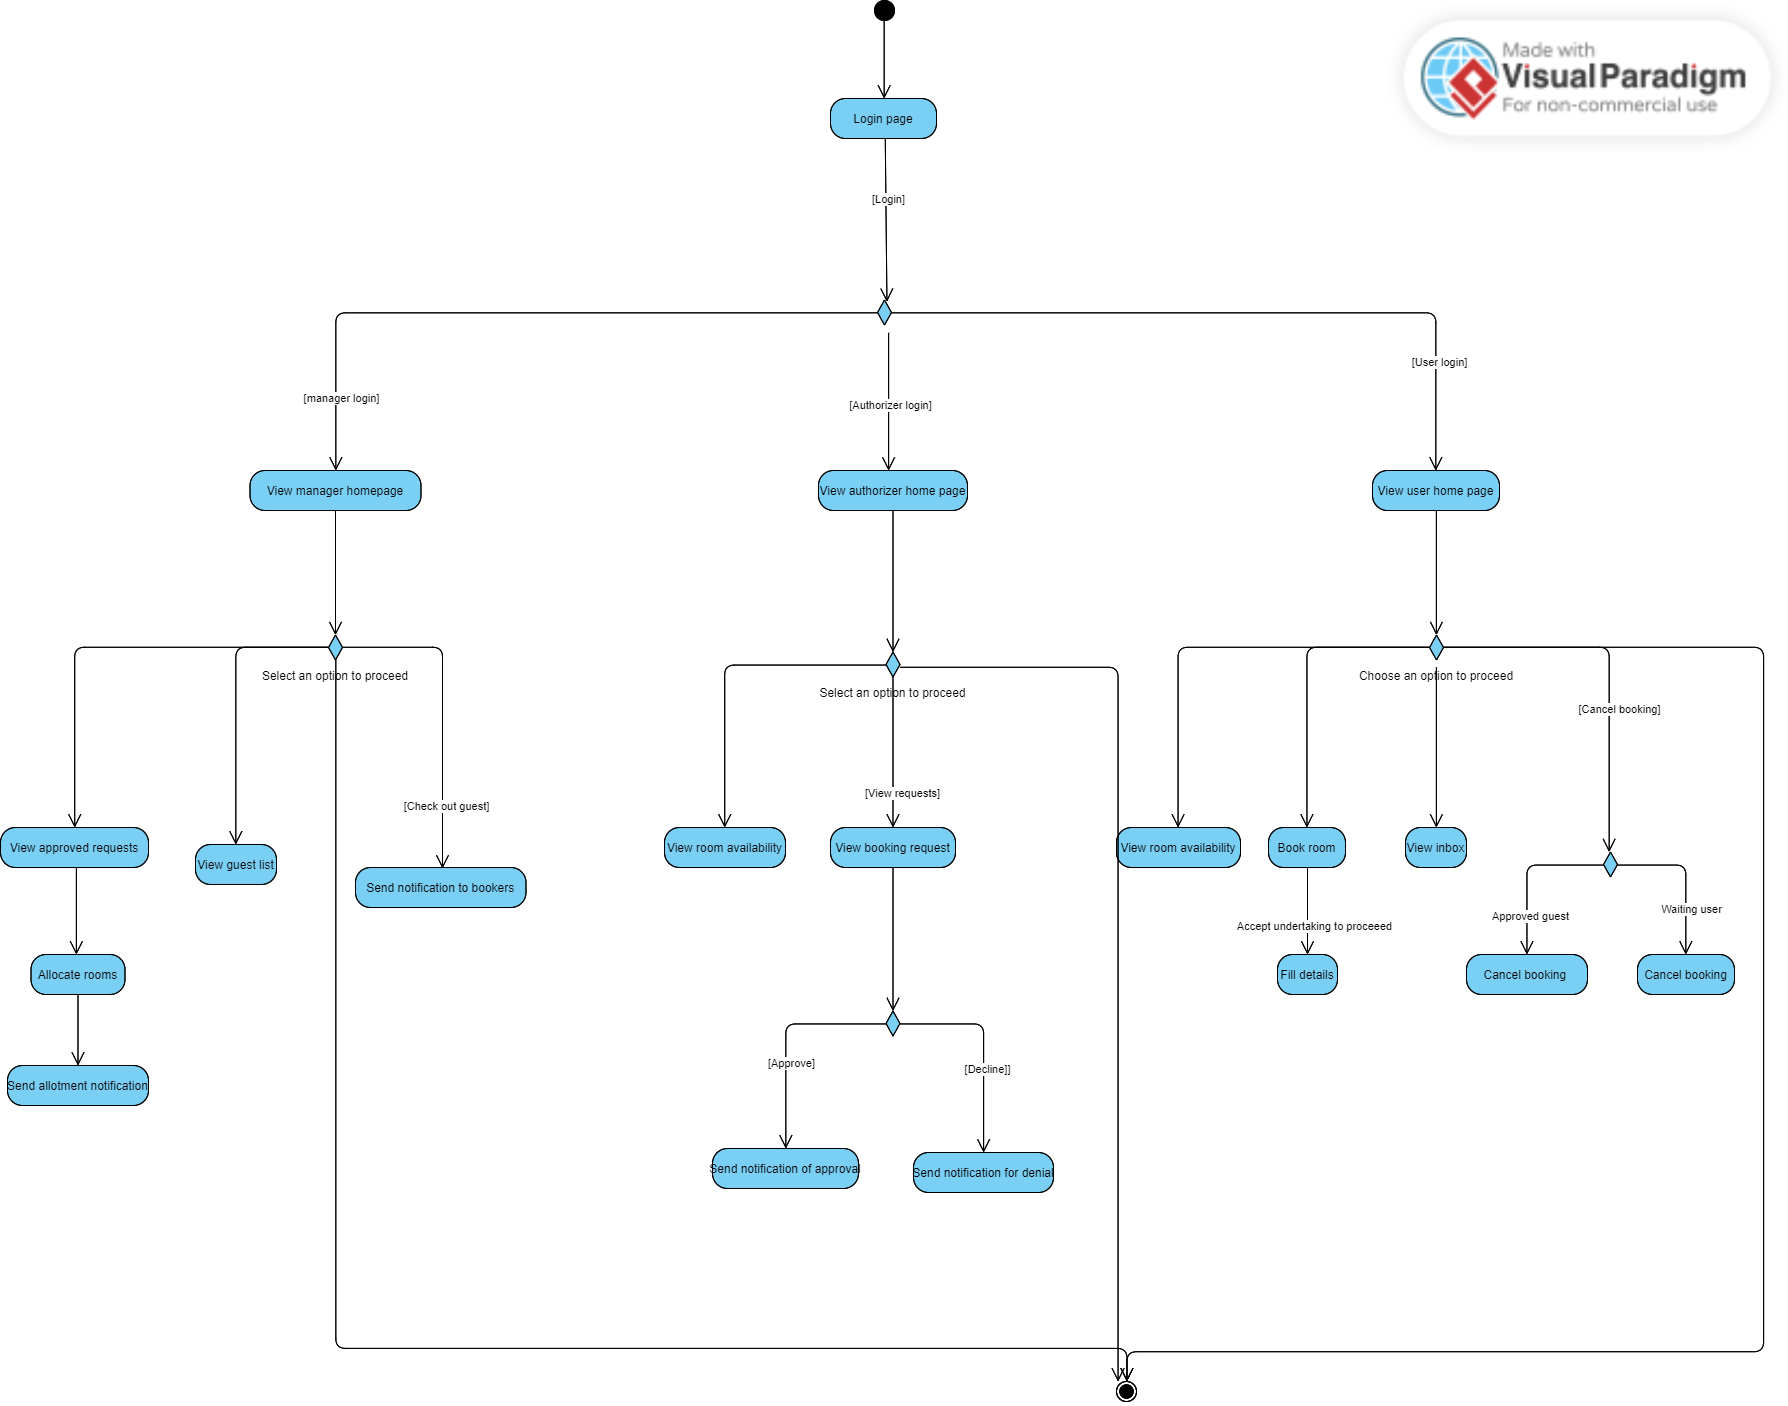 Made with
Visual Paradigm
For non-commercial use
Login page
[Login]
[User login]
[manager login]
[Authorizer login]
View manager homepage
View authorizer home page
View user home page
Select an option to proceed
Select an option to proceed
Choose an option to proceed
[Cancel booking]
[View requests]
[Check out guest]
View approved requests
View guest list
Send notification to bookers
View room availability
View booking request
View room availability
Book room
View inbox
Approved guest
Waiting user
Accept undertaking to proceeed
Allocate rooms
Fill details
Cancel booking
Cancel booking
[Approve]
[Decline]]
Send allotment notification
Send notification of approval
Send notification for denial